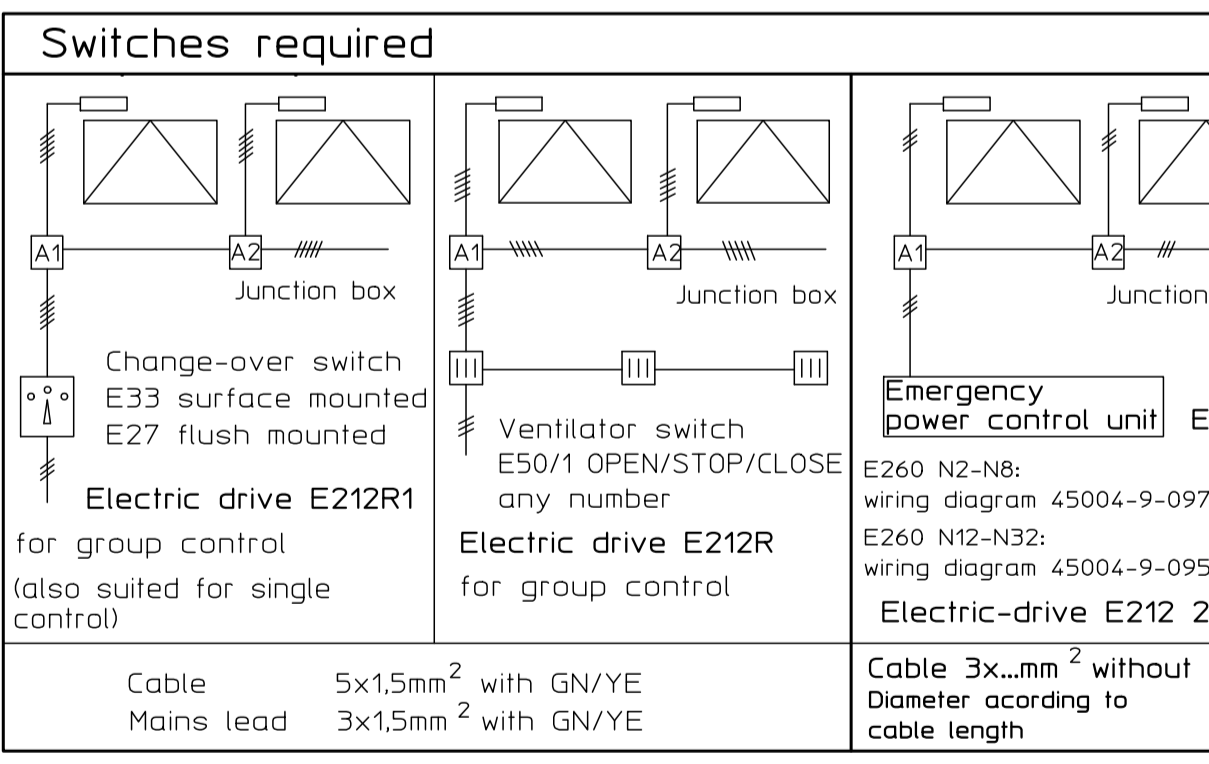 Switches required
A1
A2
Junction box
Change-over switch
E33 surface mounted
E27 flush mounted
Electric drive E212R1
for group control
(also suited for single
control)
A1
A2
Junction box
Ventilator switch
E50/1 OPEN/STOP/CLOSE
any number
Electric drive E212R
for group control
A1
A2
Junction
Emergency
power control unit E
E260 N2-N8:
wiring diagram 45004-9-097
E260 N12-N32:
wiring diagram 45004-9-095
Electric-drive E212 2
Cable 5x1,5mm² with GN/YE
Mains lead 3x1,5mm² with GN/YE
Cable 3x...mm² without
Diameter acording to
cable length